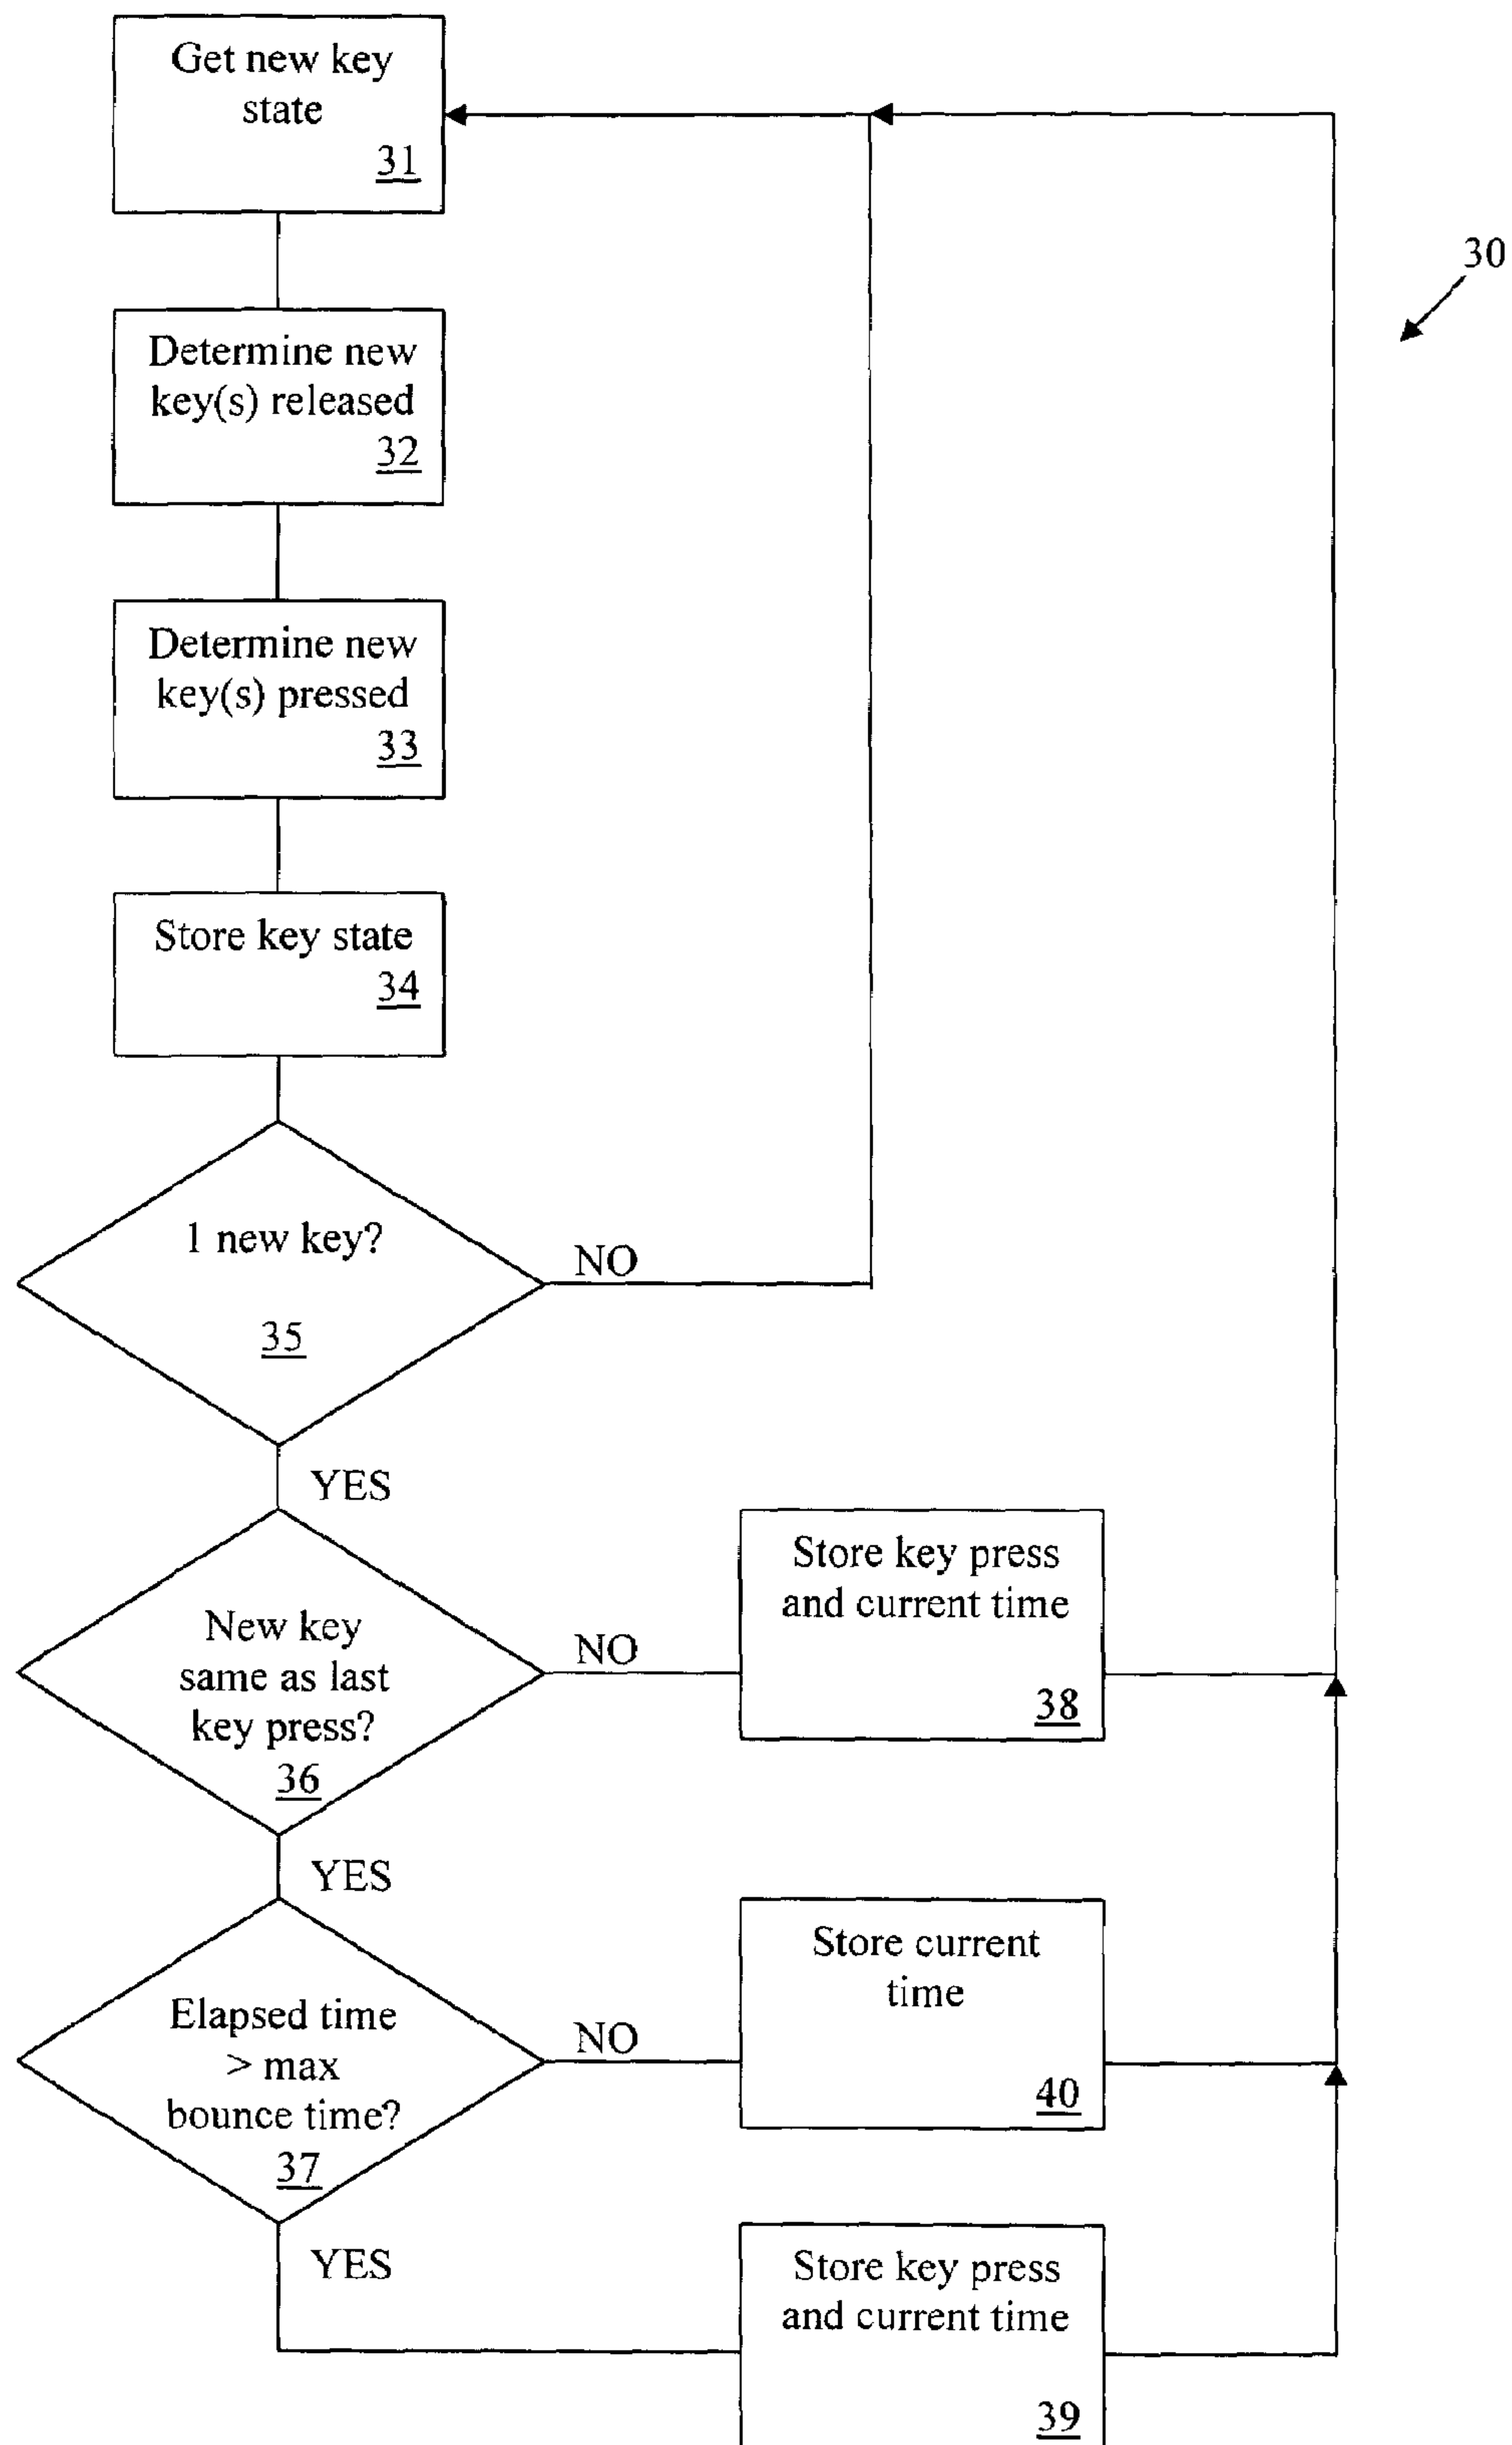 Get new key
state
31
30
Determine new
key(s) released
32
Determine new
key(s) pressed
33
Store key state
34
1 new key?
NO
35
YES
New key
same as last
key press?
36
NO
Store key press
and current time
38
YES
Elapsed time
> max
bounce time?
37
NO
Store current
time
40
YES
Store key press
and current time
39